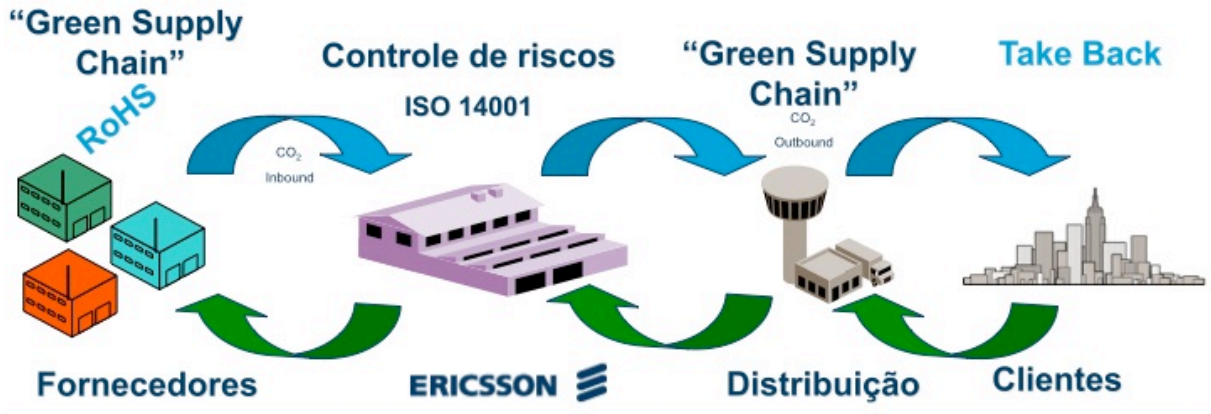 “Green Supply
Chain”
RoHS
CO2
Inbound
Controle de riscos
ISO 14001
“Green Supply
Chain”
CO2
Outbound
Take Back
Fornecedores
ERICSSON
Distribuição
Clientes